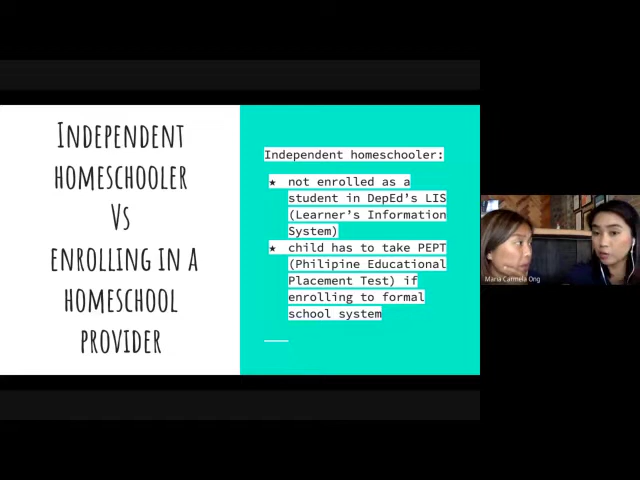 INDEPENDENT
HOMESCHOOLER
Vs
ENROLLING IN A
HOMESCHOOL
PROVIDER
Independent homeschooler:
★ not enrolled as a
student in DepEd's LIS
(Learner's Information
System)
★ child has to take PEPT
(Philipine Educational
Placement Test) if
enrolling to formal
school system
Maria Carmela Ong